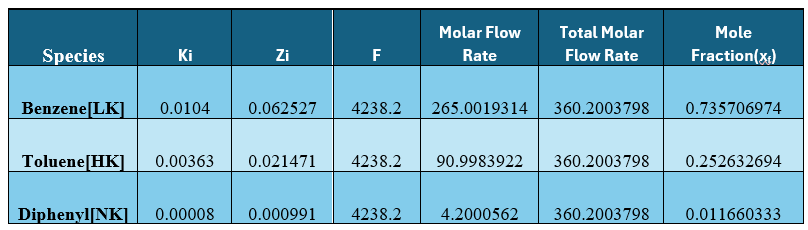 Species Ki Zi F Molar Flow Rate Total Molar Flow Rate Mole Fraction(xf)
Benzene[LK] 0.0104 0.062527 4238.2 265.0019314 360.2003798 0.735706974
Toluene[HK] 0.00363 0.021471 4238.2 90.9983922 360.2003798 0.252632694
Diphenyl[NK] 0.00008 0.000991 4238.2 4.2000562 360.2003798 0.011660333